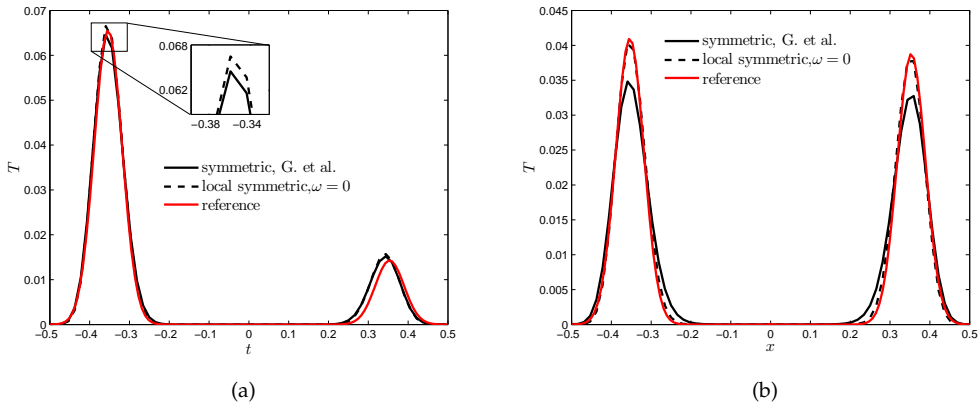 0.07
0.06
0.05
0.04
0.03
0.02
0.01
0
T
−0.5 −0.4 −0.3 −0.2 −0.1 0 0.1 0.2 0.3 0.4 0.5
t
0.068
0.062
−0.38 −0.34
symmetric, G. et al.
local symmetric,ω = 0
reference
(a)
0.045
0.04
0.035
0.03
0.025
0.02
0.015
0.01
0.005
0
T
−0.5 −0.4 −0.3 −0.2 −0.1 0 0.1 0.2 0.3 0.4 0.5
x
symmetric, G. et al.
local symmetric,ω = 0
reference
(b)